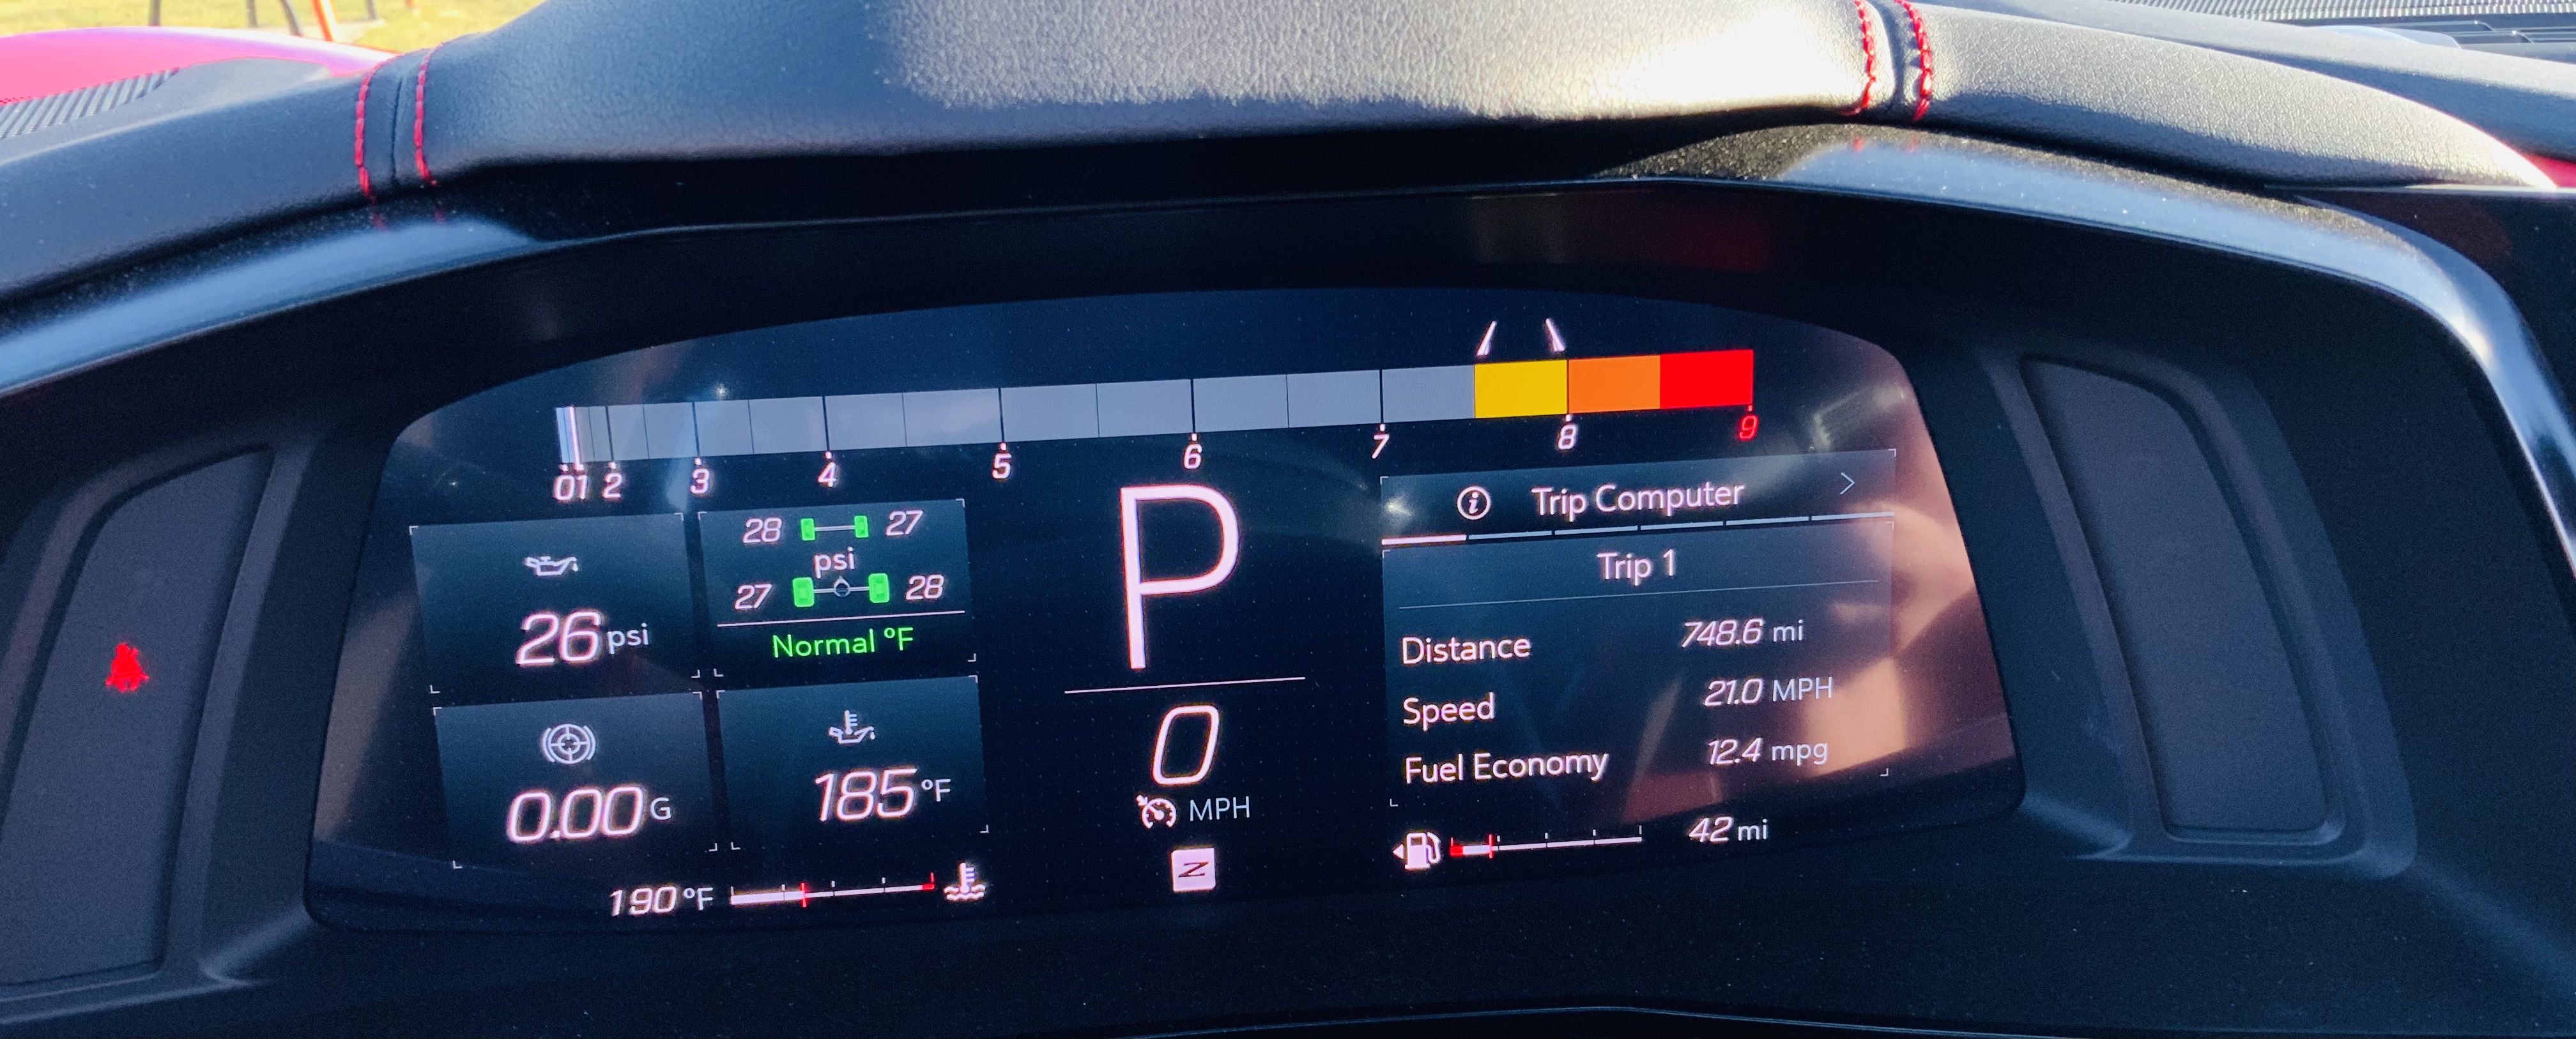 0 1 2 3 4 5 6 7 8 9
26 psi
28 27
psi
27 28
Normal °F
0.00 G
185 °F
190 °F
P
0
MPH
Z
Trip Computer
Trip 1
Distance 748.6 mi
Speed 21.0 MPH
Fuel Economy 12.4 mpg
42 mi